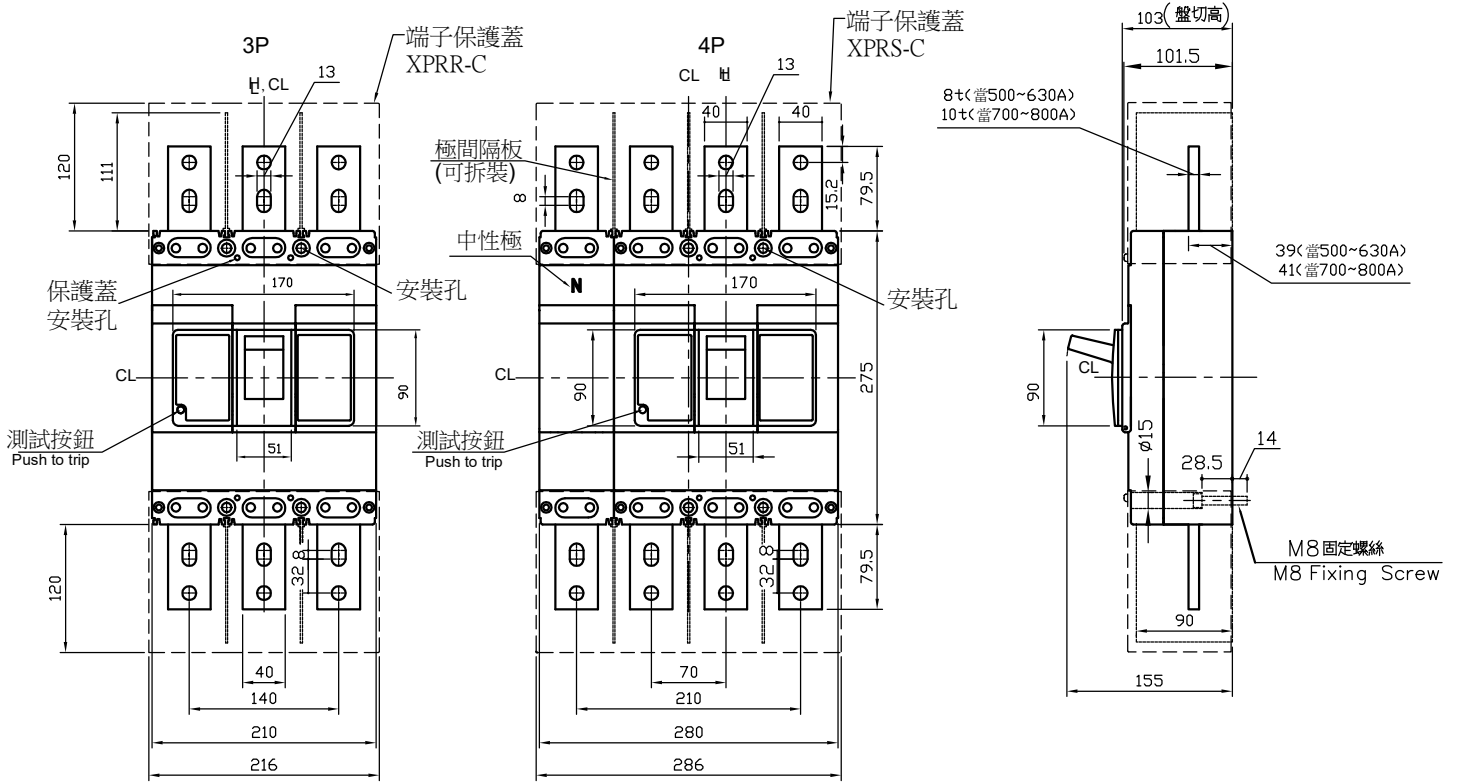 3P
端子保護蓋
XPRR-C
CL
13
120
111
保護蓋
安裝孔
170
安裝孔
CL
90
測試按鈕
Push to trip
51
120
8
32
40
140
210
216
4P
端子保護蓋
XPRS-C
CL
13
40
40
極間隔板
(可拆裝)
8
15.2
79.5
中性極
N
170
安裝孔
CL
90
275
測試按鈕
Push to trip
51
8
32
79.5
70
210
280
286
103(盤切高)
101.5
8t(當500~630A)
10t(當700~800A)
39(當500~630A)
41(當700~800A)
CL
90
ø15
28.5
14
M8固定螺絲
M8 Fixing Screw
90
155